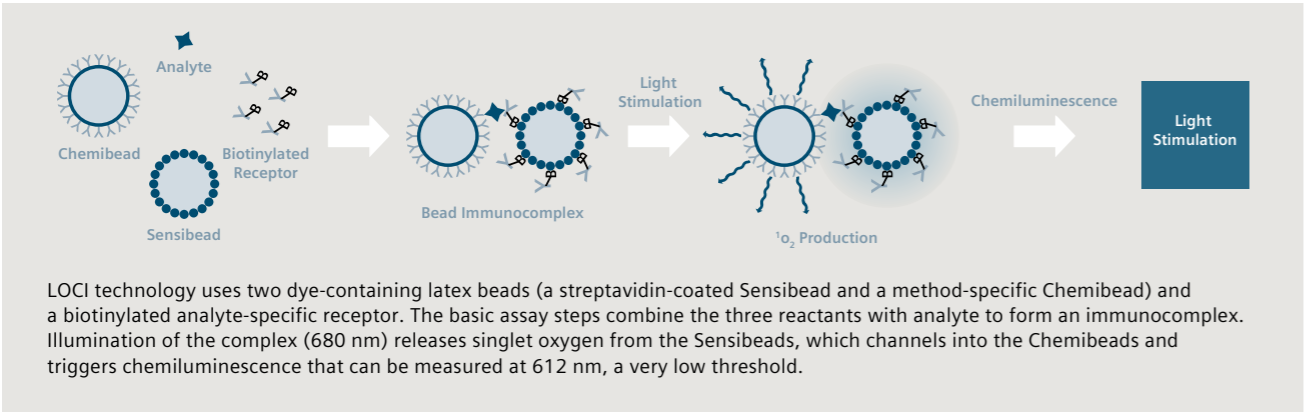 Analyte
Chemibead
Biotinylated
Receptor
Sensibead
B
B
B
B
Bead Immunocomplex
B
B
B
B
B
Light
Stimulation
B
B
B
B
B
¹o₂ Production
Chemiluminescence
Light
Stimulation
LOCI technology uses two dye-containing latex beads (a streptavidin-coated Sensibead and a method-specific Chemibead) and
a biotinylated analyte-specific receptor. The basic assay steps combine the three reactants with analyte to form an immunocomplex.
Illumination of the complex (680 nm) releases singlet oxygen from the Sensibeads, which channels into the Chemibeads and
triggers chemiluminescence that can be measured at 612 nm, a very low threshold.